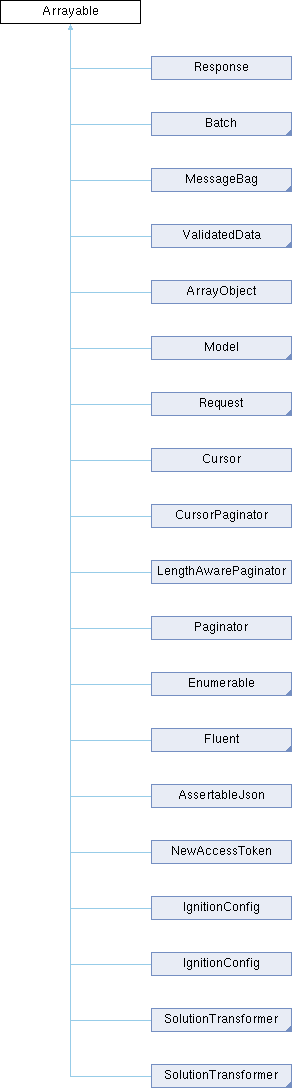 Arrayable
Response
Batch
MessageBag
ValidatedData
ArrayObject
Model
Request
Cursor
CursorPaginator
LengthAwarePaginator
Paginator
Enumerable
Fluent
AssertableJson
NewAccessToken
IgnitionConfig
IgnitionConfig
SolutionTransformer
SolutionTransformer